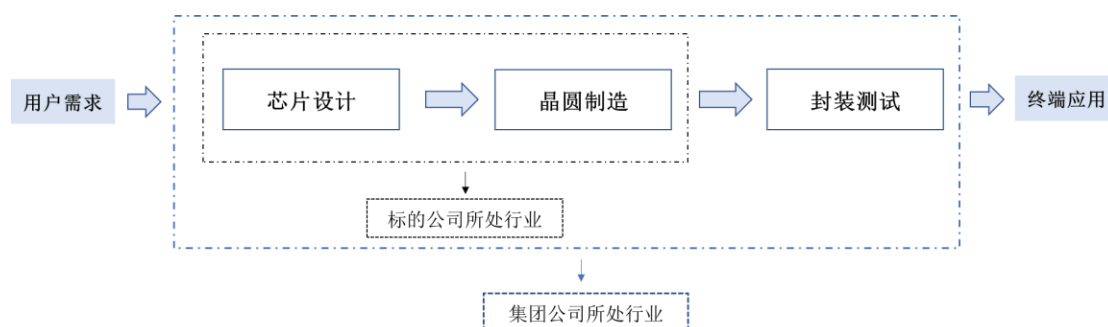 用户需求
芯片设计
晶圆制造
封装测试
终端应用
标的公司所处行业
集团公司所处行业